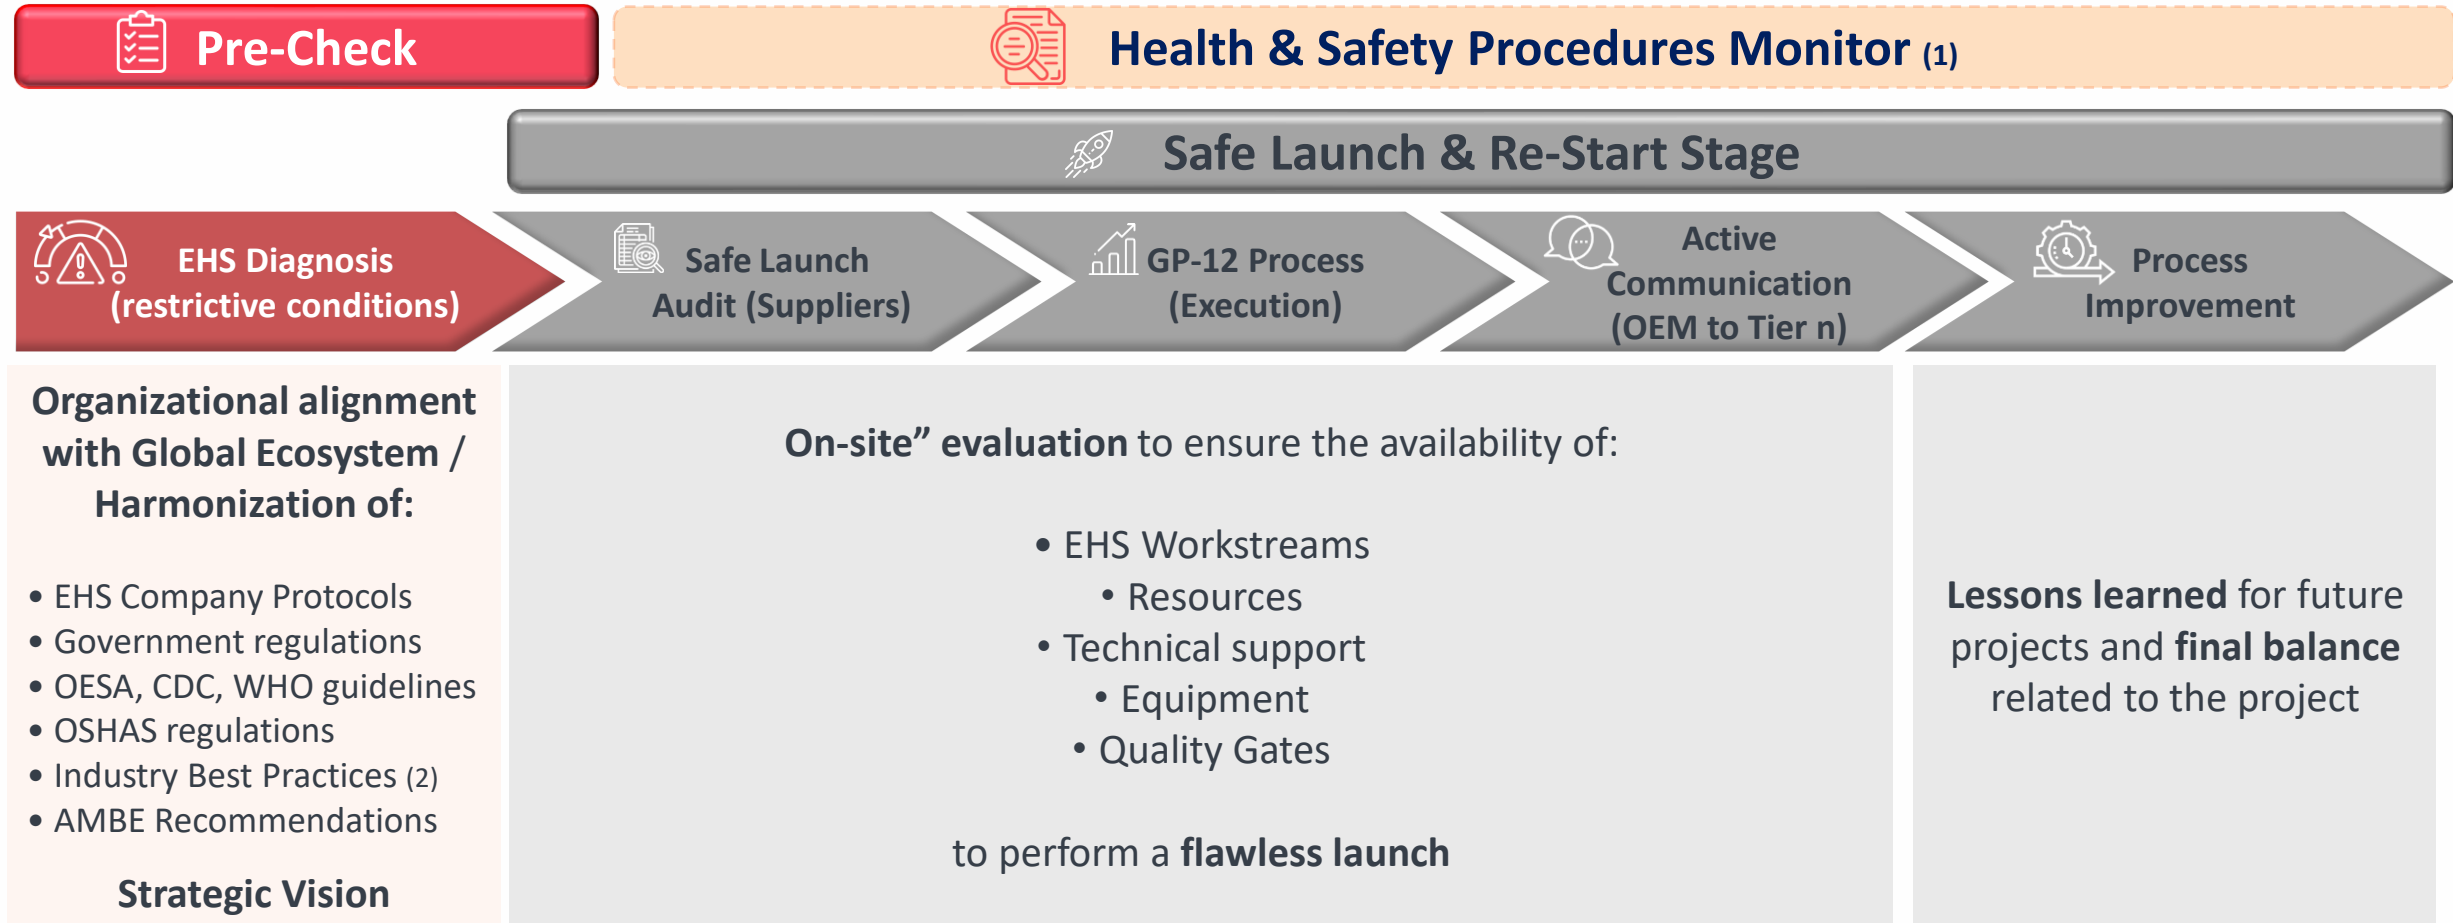 Pre-Check
Health & Safety Procedures Monitor (1)
Safe Launch & Re-Start Stage
EHS Diagnosis
(restrictive conditions)
Safe Launch
Audit (Suppliers)
GP-12 Process
(Execution)
Active
Communication
(OEM to Tier n)
Process
Improvement
Organizational alignment
with Global Ecosystem /
Harmonization of:
• EHS Company Protocols
• Government regulations
• OESA, CDC, WHO guidelines
• OSHAS regulations
• Industry Best Practices (2)
• AMBE Recommendations
Strategic Vision
On-site” evaluation to ensure the availability of:
• EHS Workstreams
• Resources
• Technical support
• Equipment
• Quality Gates
to perform a flawless launch
Lessons learned for future
projects and final balance
related to the project